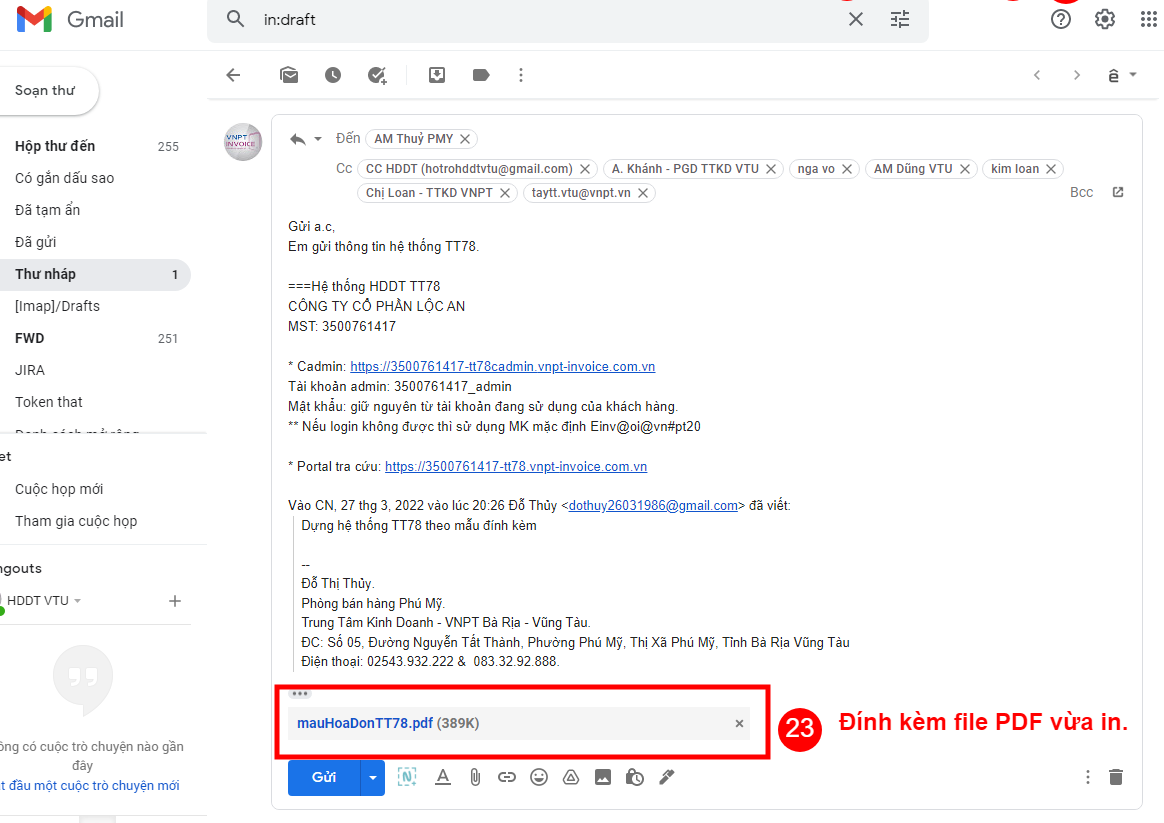 Gmail
in:draft
Soạn thư
Hộp thư đến 255
Có gắn dấu sao
Đã tạm ẩn
Đã gửi
Thư nháp 1
[Imap]/Drafts
FWD 251
JIRA
Token that
Danh sách mở rộng
et
Cuộc họp mới
Tham gia cuộc họp
ngouts
HDDT VTU
ông có cuộc trò chuyện nào gần
đây
t đầu một cuộc trò chuyện mới
VNPT
INVOICE
Đến AM Thuỷ PMY
Cc CC HDDT (hotrohddtvtu@gmail.com) A. Khánh - PGD TTKD VTU nga vo AM Dũng VTU kim loan
Chị Loan - TTKD VNPT taytt.vtu@vnpt.vn Bcc
Gửi a.c,
Em gửi thông tin hệ thống TT78.
===Hệ thống HDDT TT78
CÔNG TY CỔ PHẦN LỘC AN
MST: 3500761417
* Cadmin: https://3500761417-tt78cadmin.vnpt-invoice.com.vn
Tài khoản admin: 3500761417_admin
Mật khẩu: giữ nguyên từ tài khoản đang sử dụng của khách hàng.
** Nếu login không được thì sử dụng MK mặc định Einv@oi@vn#pt20
* Portal tra cứu: https://3500761417-tt78.vnpt-invoice.com.vn
Vào CN, 27 thg 3, 2022 vào lúc 20:26 Đỗ Thủy <dothuy26031986@gmail.com> đã viết:
Dựng hệ thống TT78 theo mẫu đính kèm
--
Đỗ Thị Thủy.
Phòng bán hàng Phú Mỹ.
Trung Tâm Kinh Doanh - VNPT Bà Rịa - Vũng Tàu.
ĐC: Số 05, Đường Nguyễn Tất Thành, Phường Phú Mỹ, Thị Xã Phú Mỹ, Tỉnh Bà Rịa Vũng Tàu
Điện thoại: 02543.932.222 & 083.32.92.888.
mauHoaDonTT78.pdf (389K)
23 Đính kèm file PDF vừa in.
Gửi